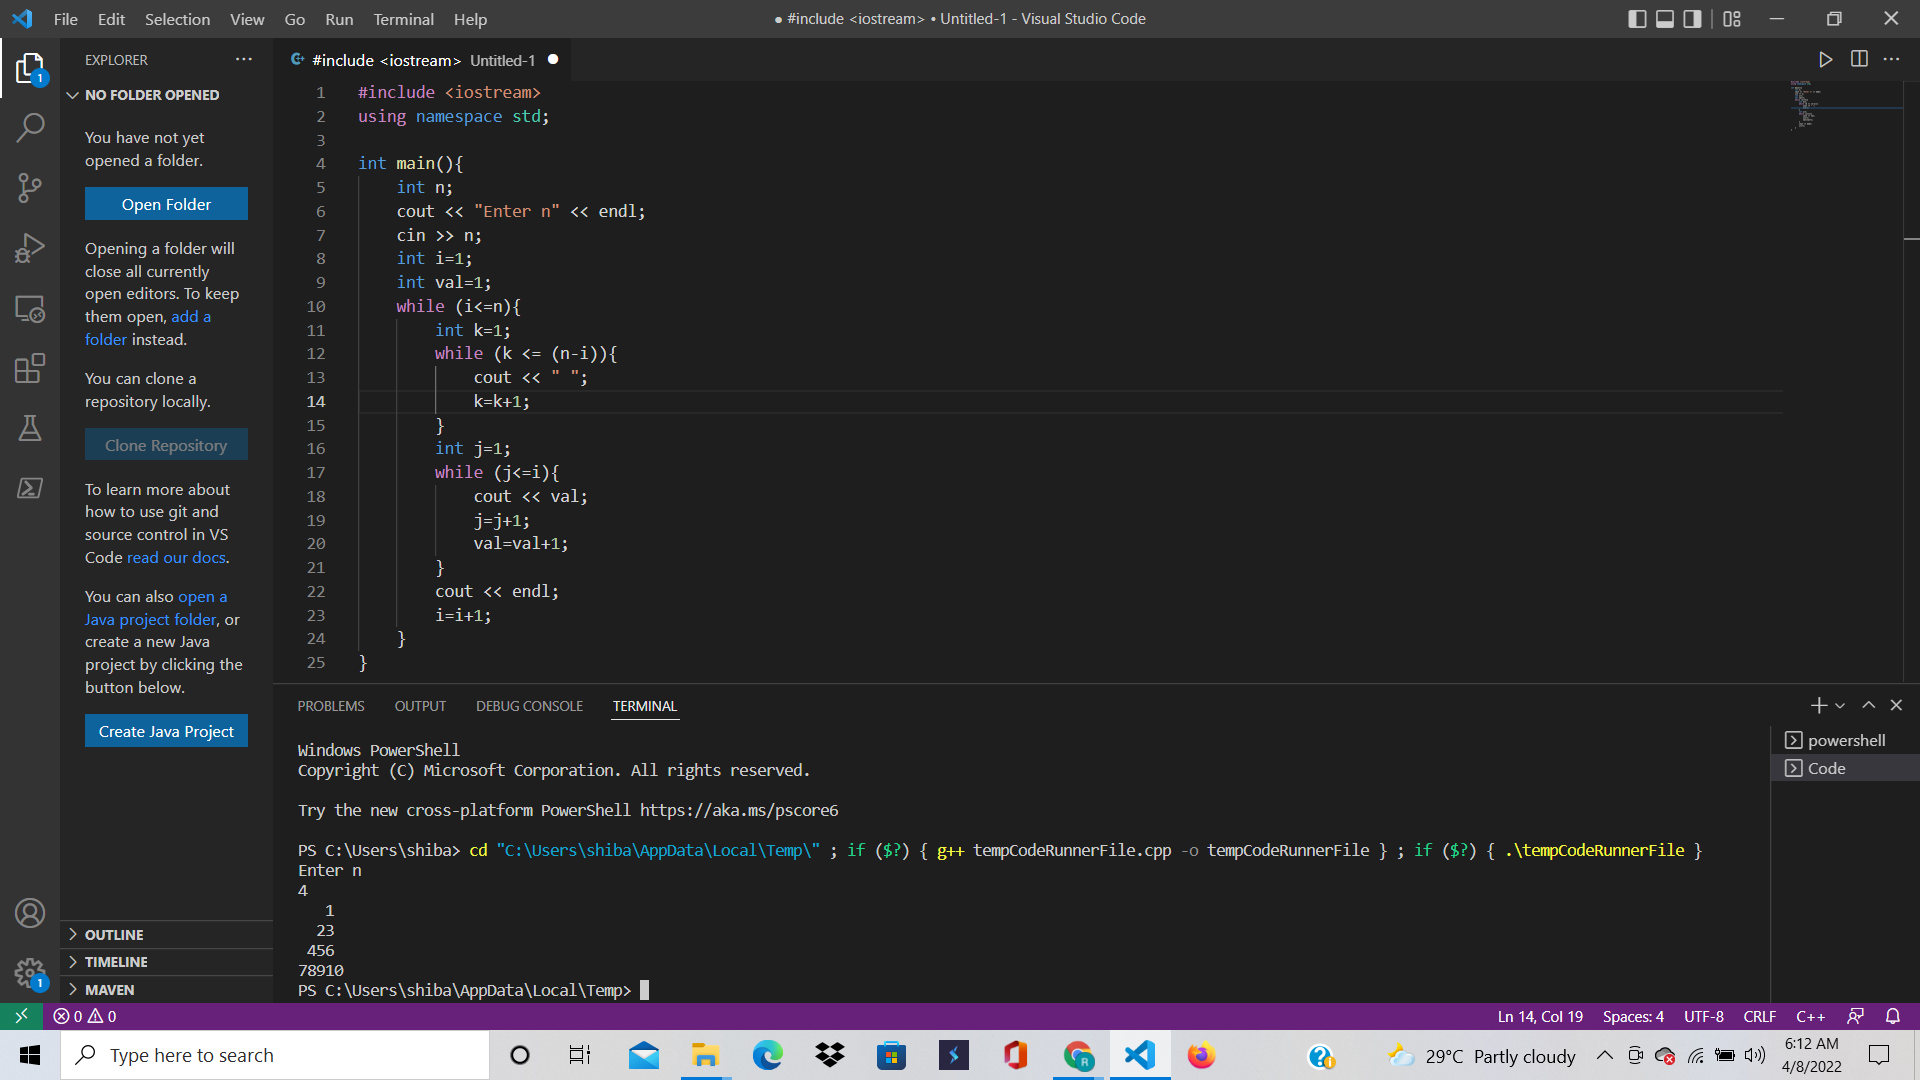 File Edit Selection View Go Run Terminal Help
● #include <iostream> • Untitled-1 - Visual Studio Code
EXPLORER
#include <iostream> Untitled-1
NO FOLDER OPENED
You have not yet
opened a folder.
Open Folder
Opening a folder will
close all currently
open editors. To keep
them open, add a
folder instead.
You can clone a
repository locally.
Clone Repository
To learn more about
how to use git and
source control in VS
Code read our docs.
You can also open a
Java project folder, or
create a new Java
project by clicking the
button below.
Create Java Project
OUTLINE
TIMELINE
MAVEN
1
1
1 #include <iostream>
2 using namespace std;
3
4 int main(){
5 int n;
6 cout << "Enter n" << endl;
7 cin >> n;
8 int i=1;
9 int val=1;
10 while (i<=n){
11 int k=1;
12 while (k <= (n-i)){
13 cout << " ";
14 k=k+1;
15 }
16 int j=1;
17 while (j<=i){
18 cout << val;
19 j=j+1;
20 val=val+1;
21 }
22 cout << endl;
23 i=i+1;
24 }
25 }
PROBLEMS OUTPUT DEBUG CONSOLE TERMINAL
Windows PowerShell
Copyright (C) Microsoft Corporation. All rights reserved.
Try the new cross-platform PowerShell https://aka.ms/pscore6
PS C:\Users\shiba> cd "C:\Users\shiba\AppData\Local\Temp\" ; if ($?) { g++ tempCodeRunnerFile.cpp -o tempCodeRunnerFile } ; if ($?) { .\tempCodeRunnerFile }
Enter n
4
   1
  23
 456
78910
PS C:\Users\shiba\AppData\Local\Temp>
powershell
Code
0 0
Ln 14, Col 19 Spaces: 4 UTF-8 CRLF C++
Type here to search
29°C Partly cloudy
6:12 AM
4/8/2022